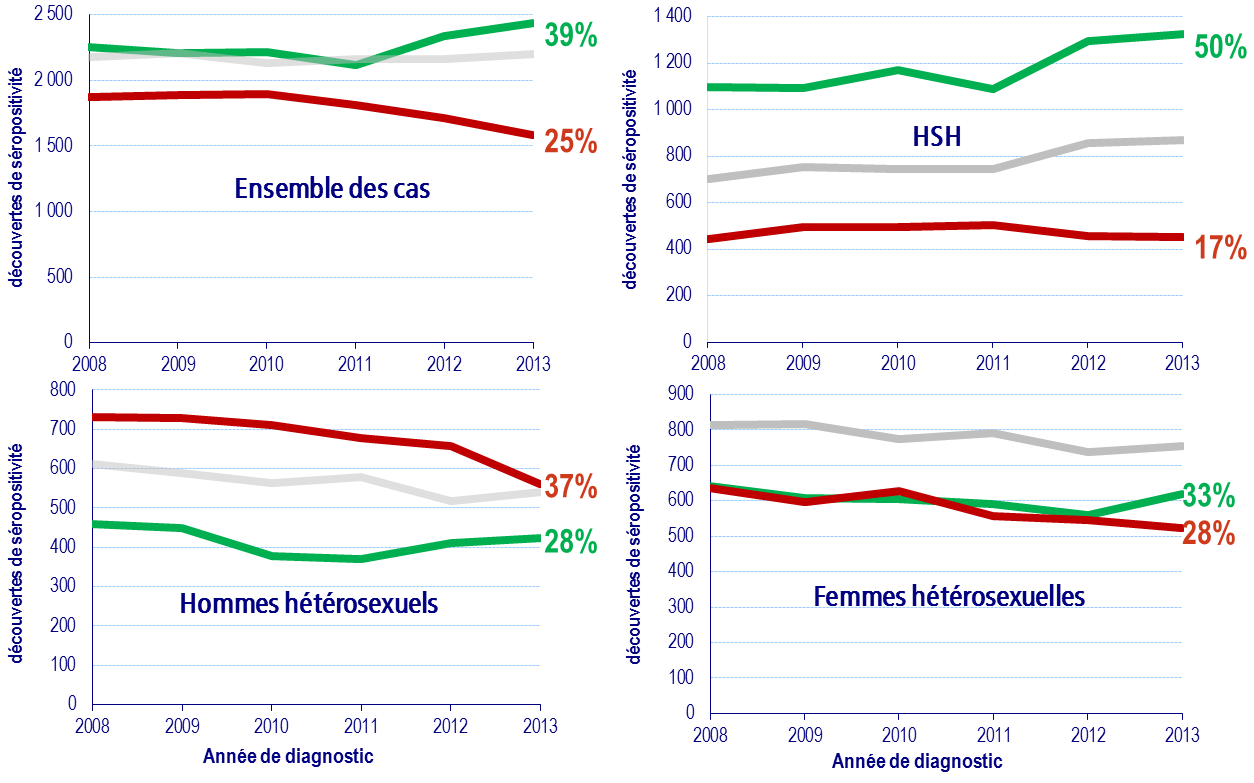 2 500
2 000
1 500
1 000
500
0
découvertes de séropositivité
Ensemble des cas
39%
25%
2008 2009 2010 2011 2012 2013
1 400
1200
1 000
800
600
400
200
0
découvertes de séropositivité
HSH
50%
17%
2008 2009 2010 2011 2012 2013
800
700
600
500
400
300
200
100
0
découvertes de séropositivité
Hommes hétérosexuels
37%
28%
2008 2009 2010 2011 2012 2013
Année de diagnostic
900
800
700
600
500
400
300
200
100
0
découvertes de séropositivité
Femmes hétérosexuelles
33%
28%
2008 2009 2010 2011 2012 2013
Année de diagnostic